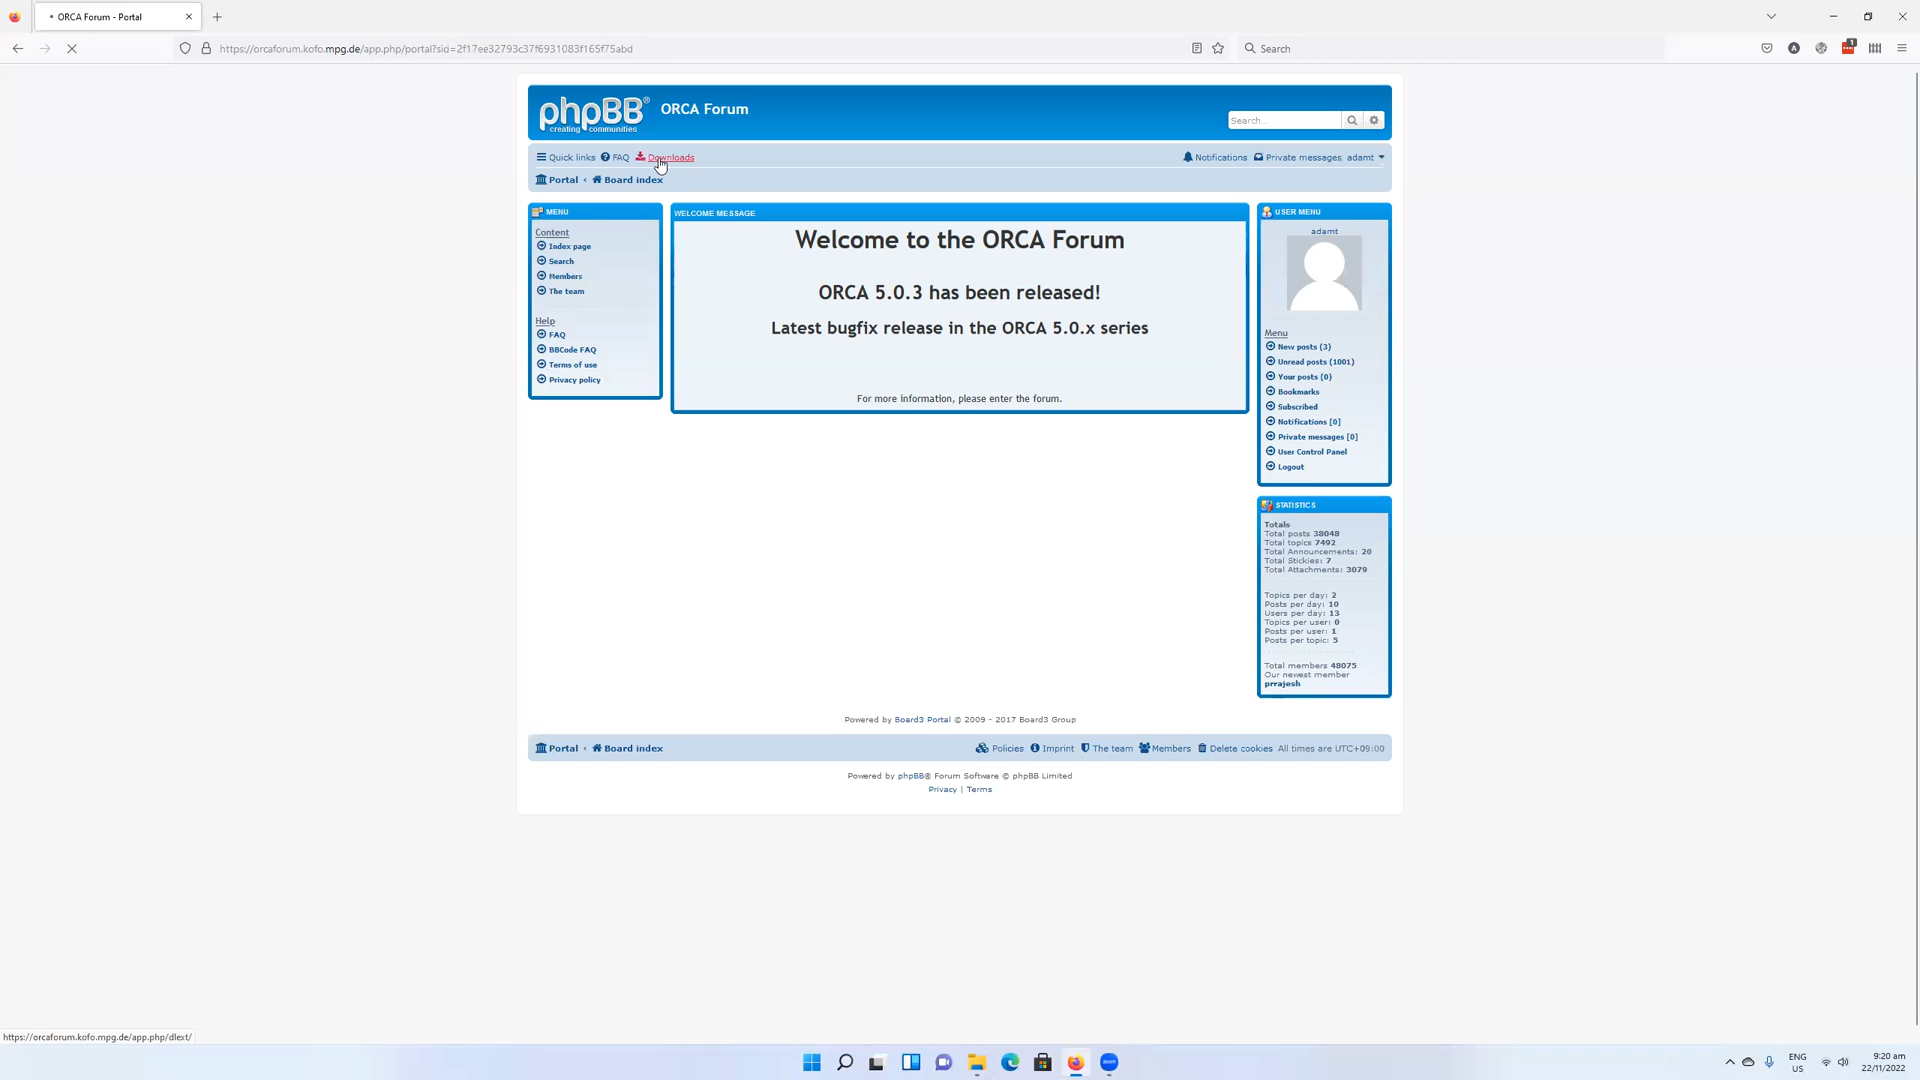 ORCA Forum - Portal
https://orcaforum.kofo.mpg.de/app.php/portal?sid=2f17ee32793c37f6931083f165f75abd
Search
phpBB®
creating communities
ORCA Forum
Search...
Quick links FAQ Downloads
Notifications Private messages adamt
Portal ‹ Board index
MENU
Content
Index page
Search
Members
The team
Help
FAQ
BBCode FAQ
Terms of use
Privacy policy
WELCOME MESSAGE
Welcome to the ORCA Forum
ORCA 5.0.3 has been released!
Latest bugfix release in the ORCA 5.0.x series
For more information, please enter the forum.
USER MENU
adamt
Menu
New posts (3)
Unread posts (1001)
Your posts (0)
Bookmarks
Subscribed
Notifications [0]
Private messages [0]
User Control Panel
Logout
STATISTICS
Totals
Total posts 38048
Total topics 7492
Total Announcements: 20
Total Stickies: 7
Total Attachments: 3079
Topics per day: 2
Posts per day: 10
Users per day: 13
Topics per user: 0
Posts per user: 1
Posts per topic: 5
Total members 48075
Our newest member
prrajesh
Powered by Board3 Portal © 2009 - 2017 Board3 Group
Portal ‹ Board index
Policies Imprint The team Members Delete cookies All times are UTC+09:00
Powered by phpBB® Forum Software © phpBB Limited
Privacy | Terms
https://orcaforum.kofo.mpg.de/app.php/dlext/
zoom
ENG
US
9:20 am
22/11/2022